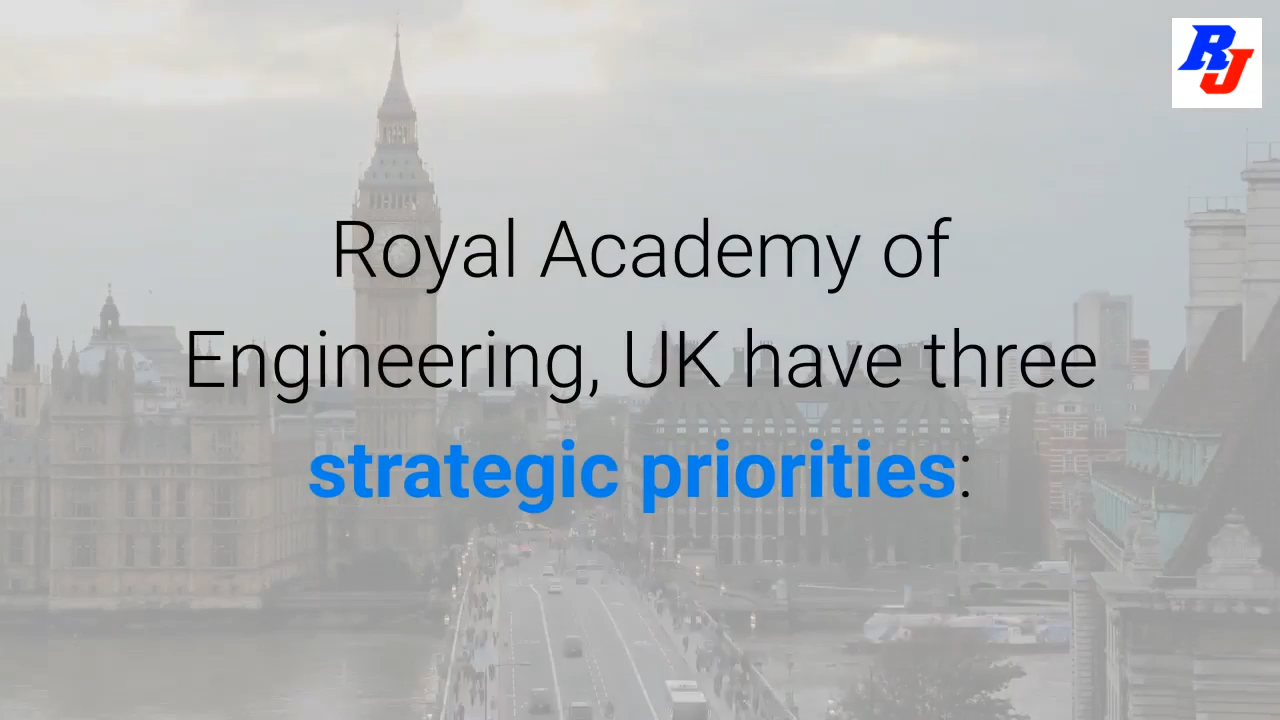 RJ
Royal Academy of
Engineering, UK have three
strategic priorities: